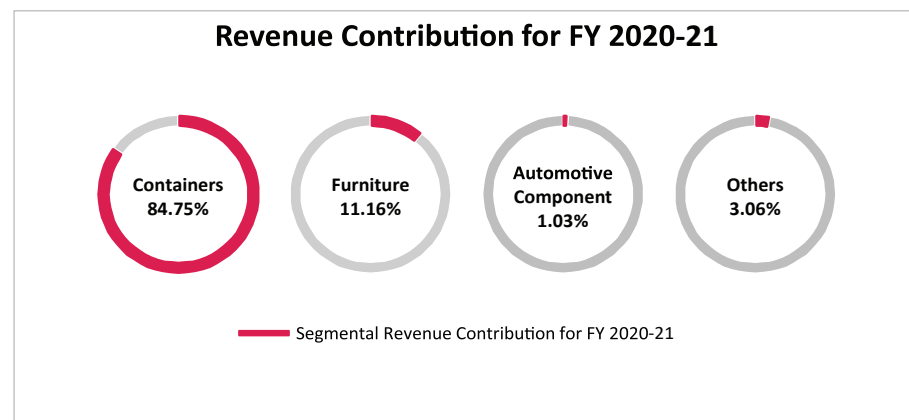 Revenue Contribution for FY 2020-21
Containers
84.75%
Furniture
11.16%
Automotive
Component
1.03%
Others
3.06%
Segmental Revenue Contribution for FY 2020-21